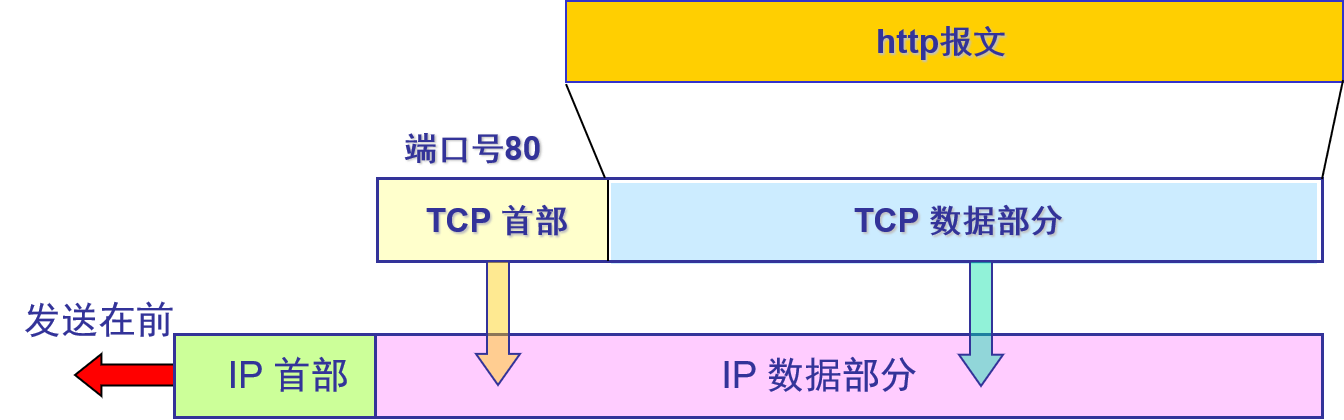 http报文
端口号80
TCP 首部
TCP 数据部分
发送在前
IP 首部
IP 数据部分